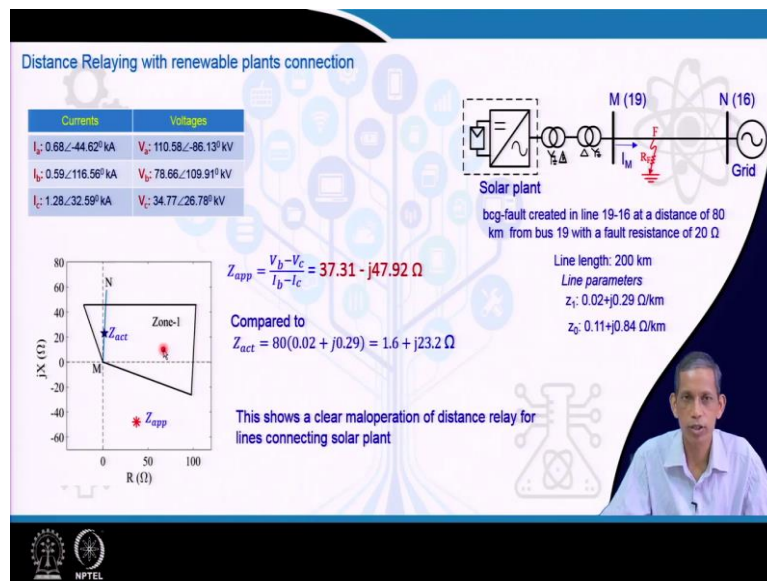 Distance Relaying with renewable plants connection
Currents Voltages
Ia: 0.68∠-44.62⁰ kA Va: 110.58∠-86.13⁰ kV
Ib: 0.59∠116.56⁰ kA Vb: 78.66∠109.91⁰ kV
Ic: 1.28∠32.59⁰ kA Vc: 34.77∠26.78⁰ kV
M (19) N (16)
F
IM
RF
Y Δ Δ Y
Solar plant
Grid
bcg-fault created in line 19-16 at a distance of 80
km from bus 19 with a fault resistance of 20 Ω
Line length: 200 km
Line parameters
z1: 0.02+j0.29 Ω/km
z0: 0.11+j0.84 Ω/km
Zapp = (Vb−Vc)/(Ib−Ic) = 37.31 - j47.92 Ω
Compared to
Zact = 80(0.02 + j0.29) = 1.6 + j23.2 Ω
This shows a clear maloperation of distance relay for
lines connecting solar plant
80
60
40
20
0
-20
-40
-60
jX (Ω)
N
Zone-1
Zact
M
Zapp
0 50 100
R (Ω)
NPTEL